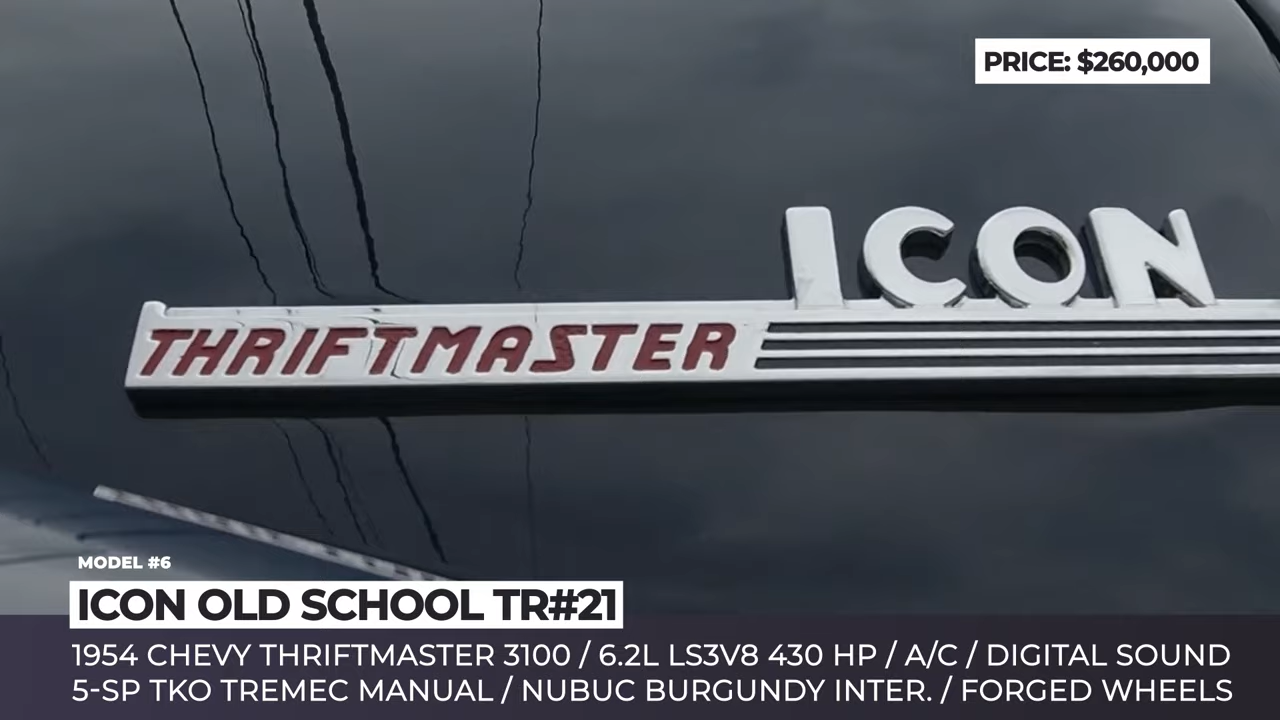 PRICE: $260,000
ICON
THRIFTMASTER
MODEL #6
ICON OLD SCHOOL TR#21
1954 CHEVY THRIFTMASTER 3100 / 6.2L LS3V8 430 HP / A/C / DIGITAL SOUND
5-SP TKO TREMEC MANUAL / NUBUC BURGUNDY INTER. / FORGED WHEELS